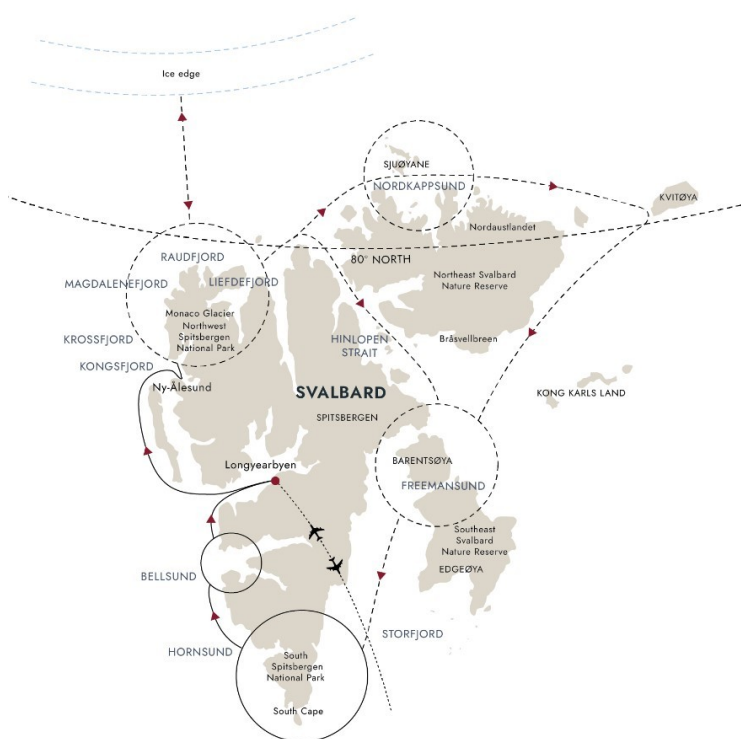 Ice edge
SJUØYANE
NORDKAPPSUND
KVITØYA
Nordaustlandet
RAUDFJORD
80° NORTH
MAGDALENEFJORD
LIEFDEFJORD
Northeast Svalbard
Nature Reserve
Monaco Glacier
Northwest
Spitsbergen
National Park
KROSSFJORD
HINLOPEN
STRAIT
Bråsvellbreen
KONGSFJORD
Ny-Ålesund
SVALBARD
KONG KARLS LAND
SPITSBERGEN
Longyearbyen
BARENTSØYA
FREEMANSUND
Southeast
Svalbard
Nature Reserve
EDGEØYA
BELLSUND
STORFJORD
HORNSUND
South
Spitsbergen
National Park
South Cape